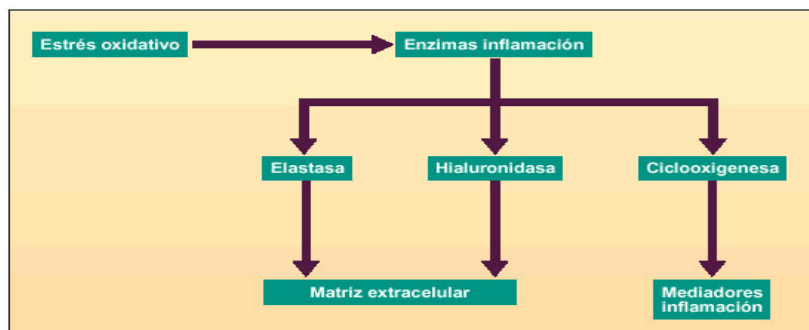 Estrés oxidativo
Enzimas inflamación
Elastasa
Hialuronidasa
Ciclooxigenesa
Matriz extracelular
Mediadores
inflamación